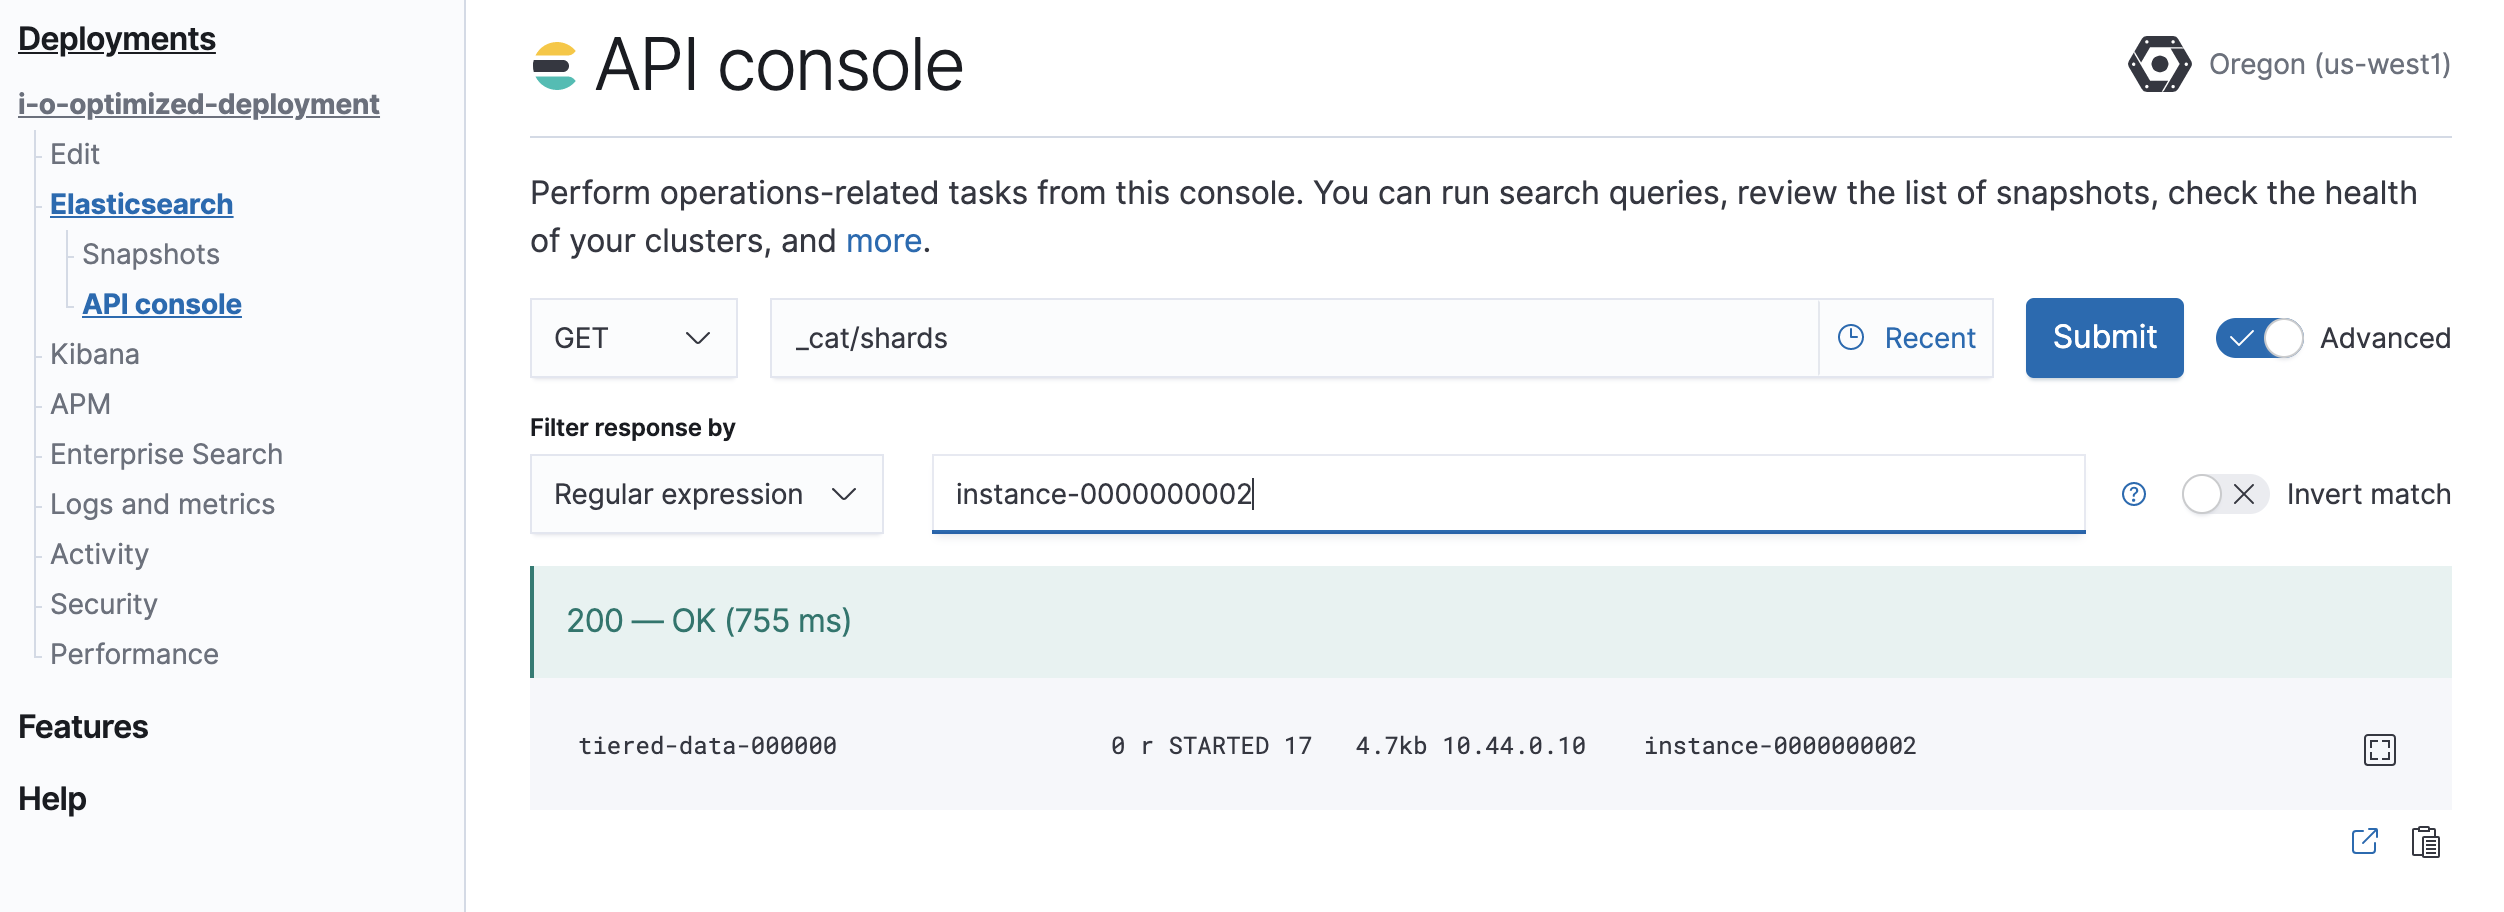 Deployments
i-o-optimized-deployment
Edit
Elasticsearch
Snapshots
API console
Kibana
APM
Enterprise Search
Logs and metrics
Activity
Security
Performance
Features
Help
API console
Oregon (us-west1)
Perform operations-related tasks from this console. You can run search queries, review the list of snapshots, check the health
of your clusters, and more.
GET _cat/shards Recent Submit Advanced
Filter response by
Regular expression instance-0000000002 Invert match
200 — OK (755 ms)
tiered-data-000000 0 r STARTED 17 4.7kb 10.44.0.10 instance-0000000002